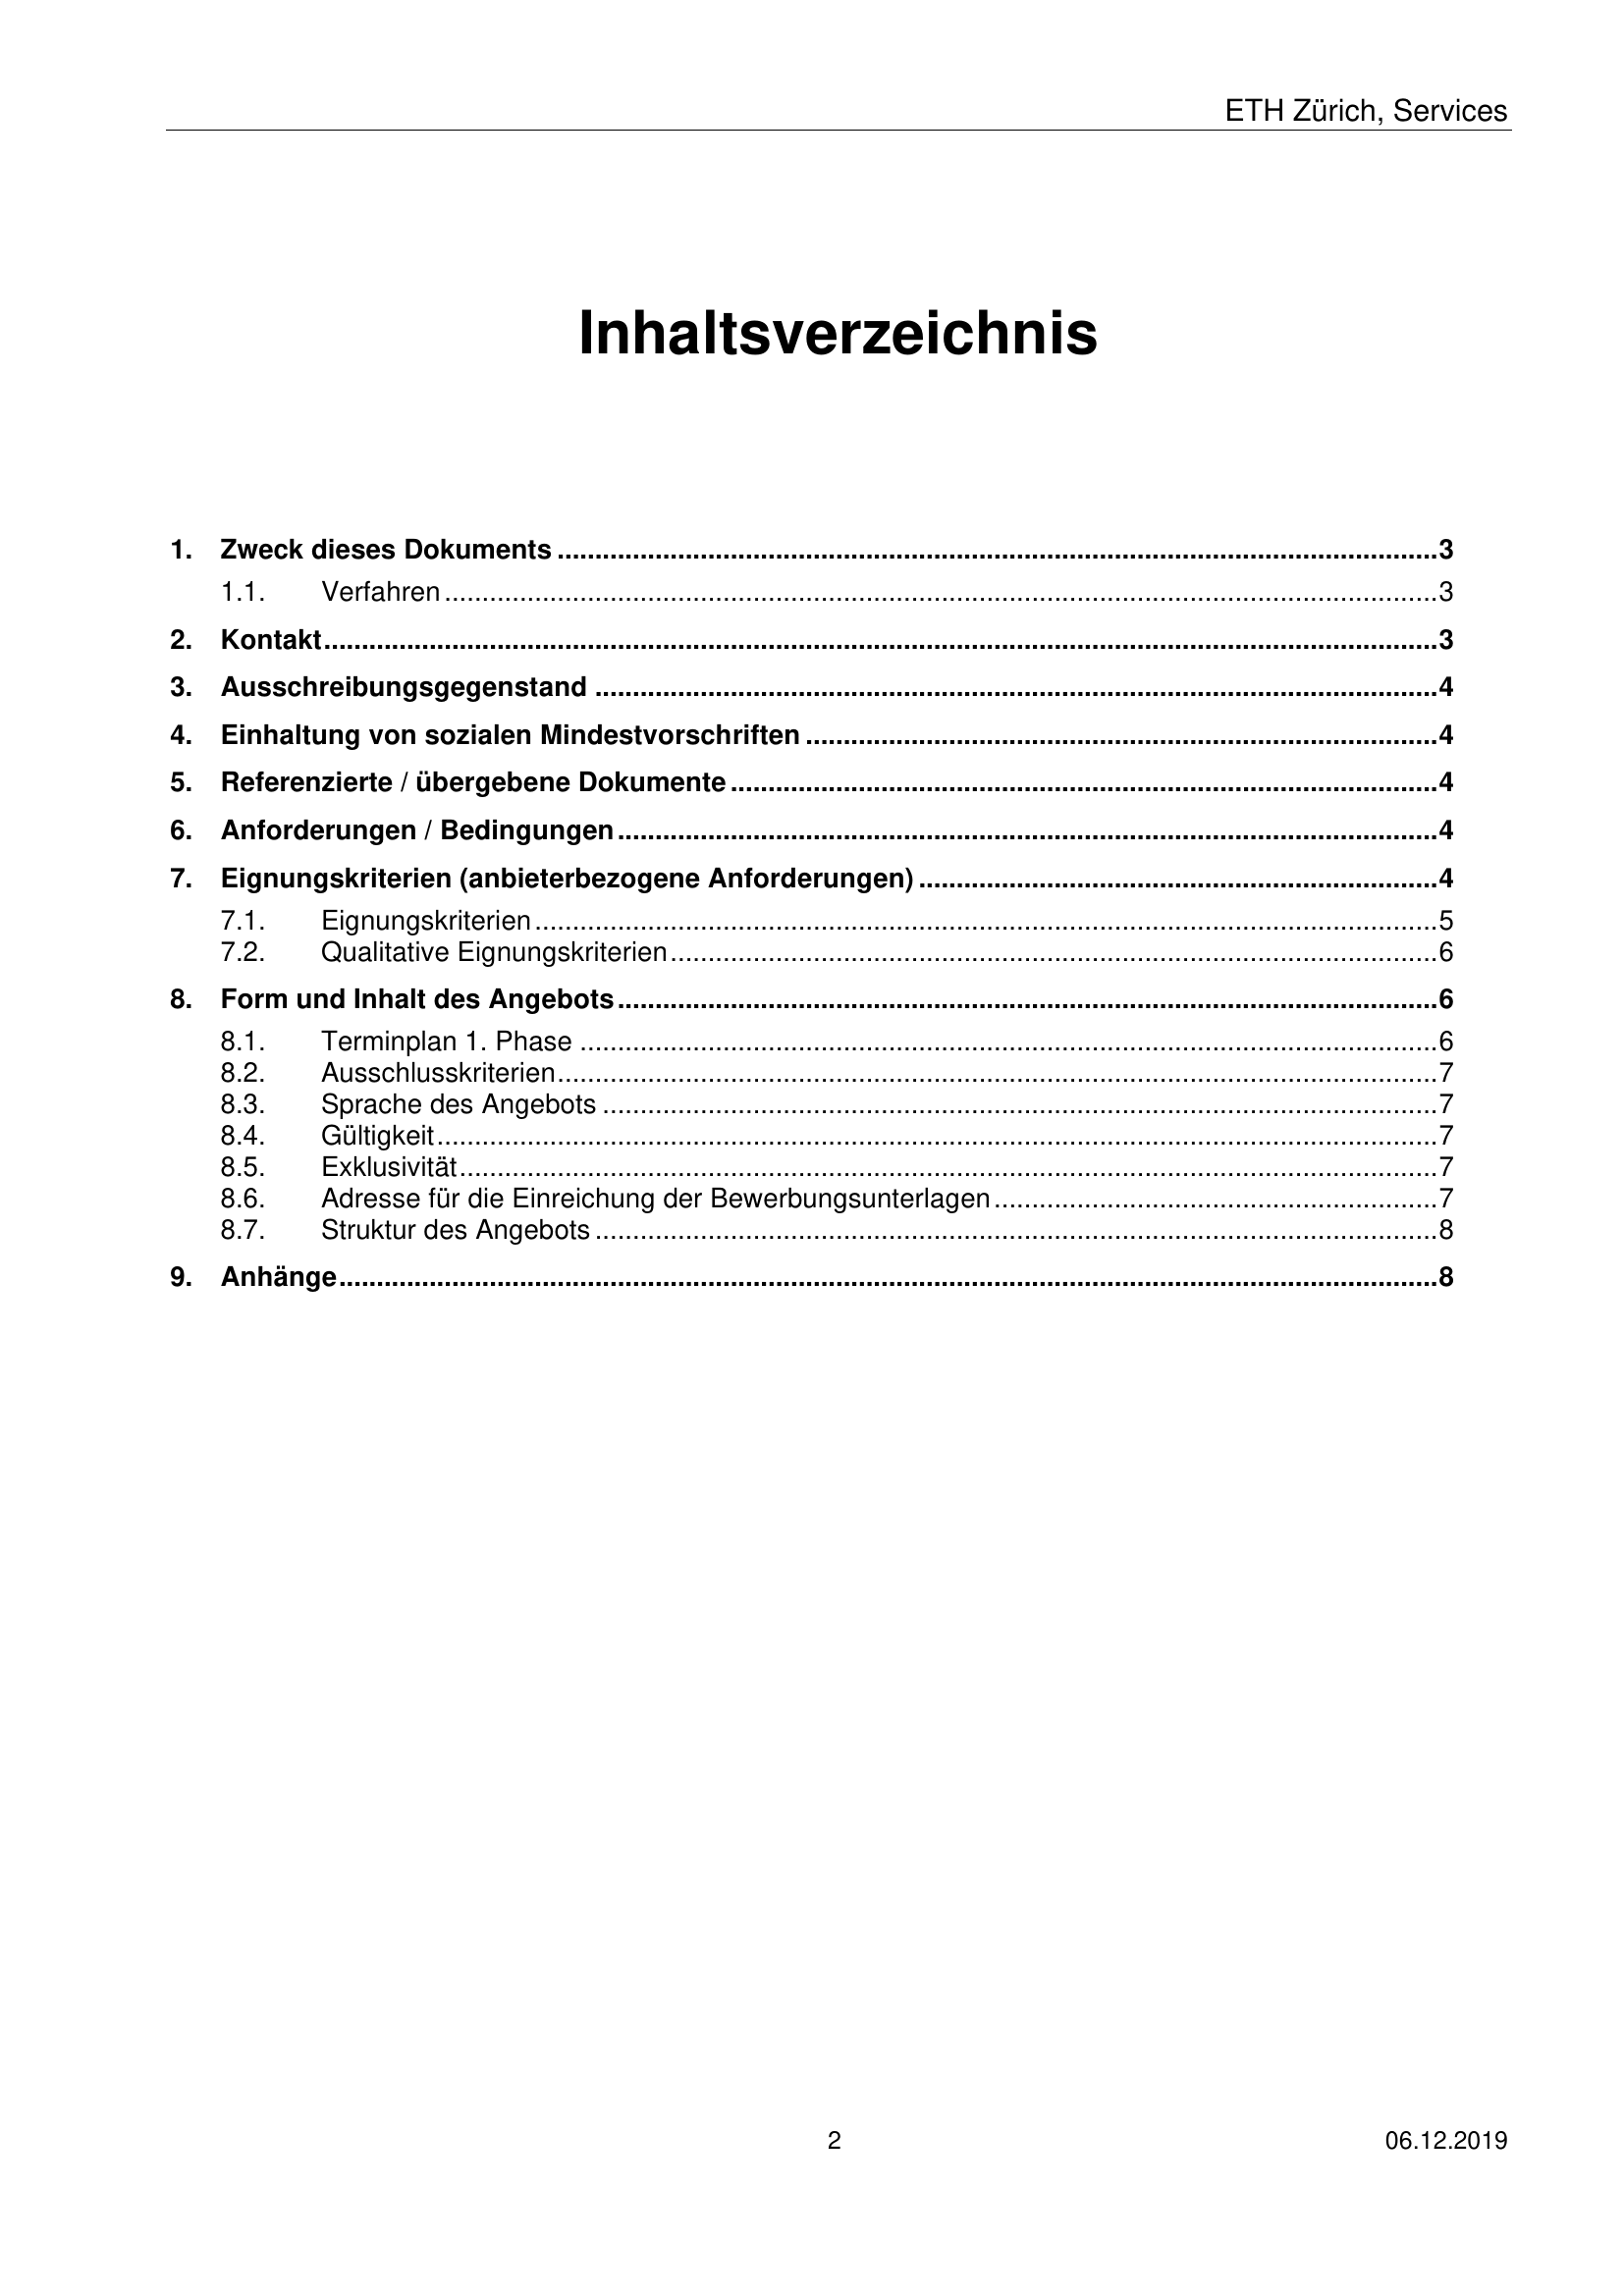 ETH Zürich, Services
Inhaltsverzeichnis
1. Zweck dieses Dokuments ........ 3
1.1. Verfahren ........ 3
2. Kontakt ........ 3
3. Ausschreibungsgegenstand ........ 4
4. Einhaltung von sozialen Mindestvorschriften ........ 4
5. Referenzierte / übergebene Dokumente ........ 4
6. Anforderungen / Bedingungen ........ 4
7. Eignungskriterien (anbieterbezogene Anforderungen) ........ 4
7.1. Eignungskriterien ........ 5
7.2. Qualitative Eignungskriterien ........ 6
8. Form und Inhalt des Angebots ........ 6
8.1. Terminplan 1. Phase ........ 6
8.2. Ausschlusskriterien ........ 7
8.3. Sprache des Angebots ........ 7
8.4. Gültigkeit ........ 7
8.5. Exklusivität ........ 7
8.6. Adresse für die Einreichung der Bewerbungsunterlagen ........ 7
8.7. Struktur des Angebots ........ 8
9. Anhänge ........ 8
2 06.12.2019